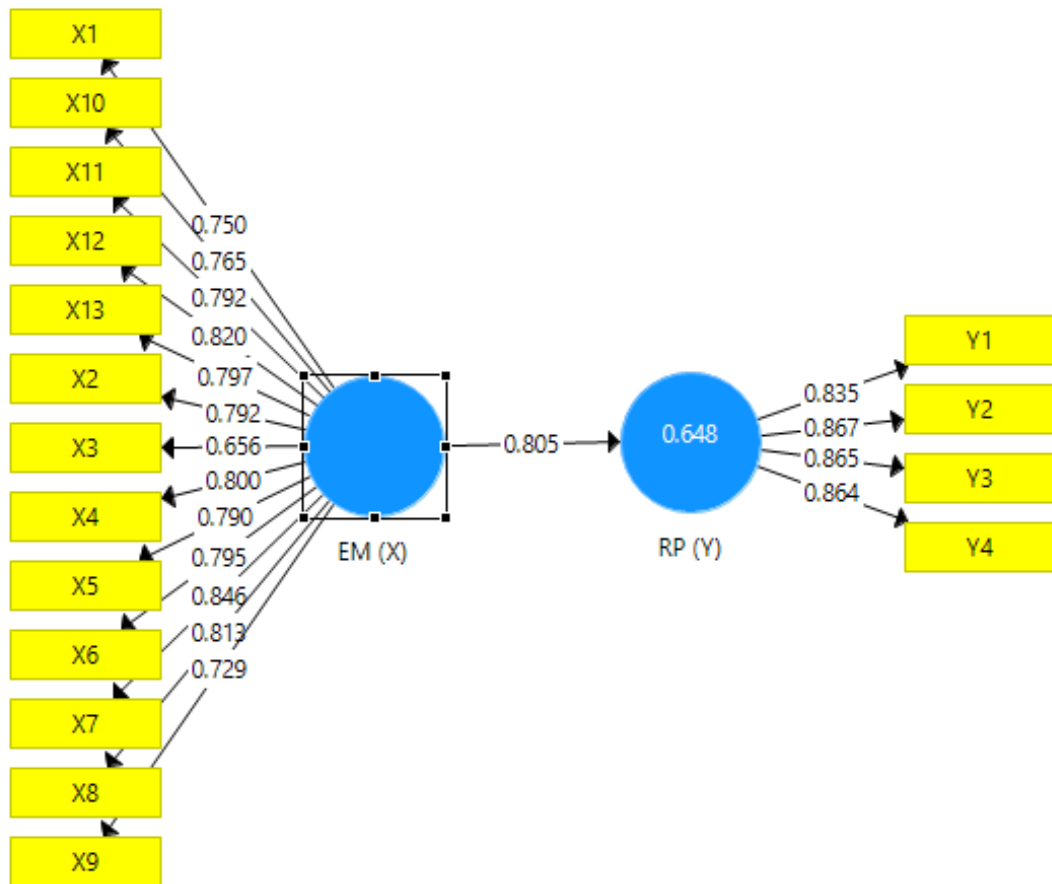 X1
X10
X11
X12
X13
X2
X3
X4
X5
X6
X7
X8
X9
0.750
0.765
0.792
0.820
0.797
0.792
0.656
0.800
0.790
0.795
0.846
0.813
0.729
EM (X)
0.805
0.648
RP (Y)
0.835
0.867
0.865
0.864
Y1
Y2
Y3
Y4